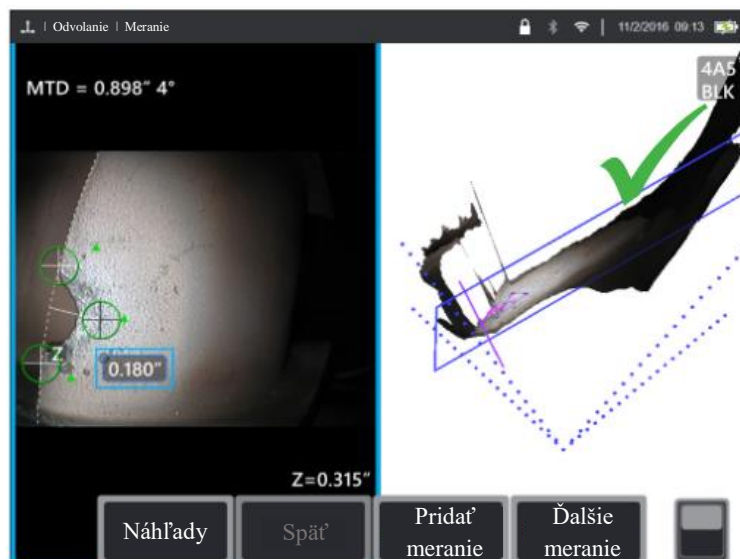 Odvolanie | Meranie
11/2/2016 09:13
MTD = 0.898" 4°
4A5
BLK
Z
0.180"
Z=0.315"
Náhľady
Späť
Pridať
meranie
Ďalšie
meranie